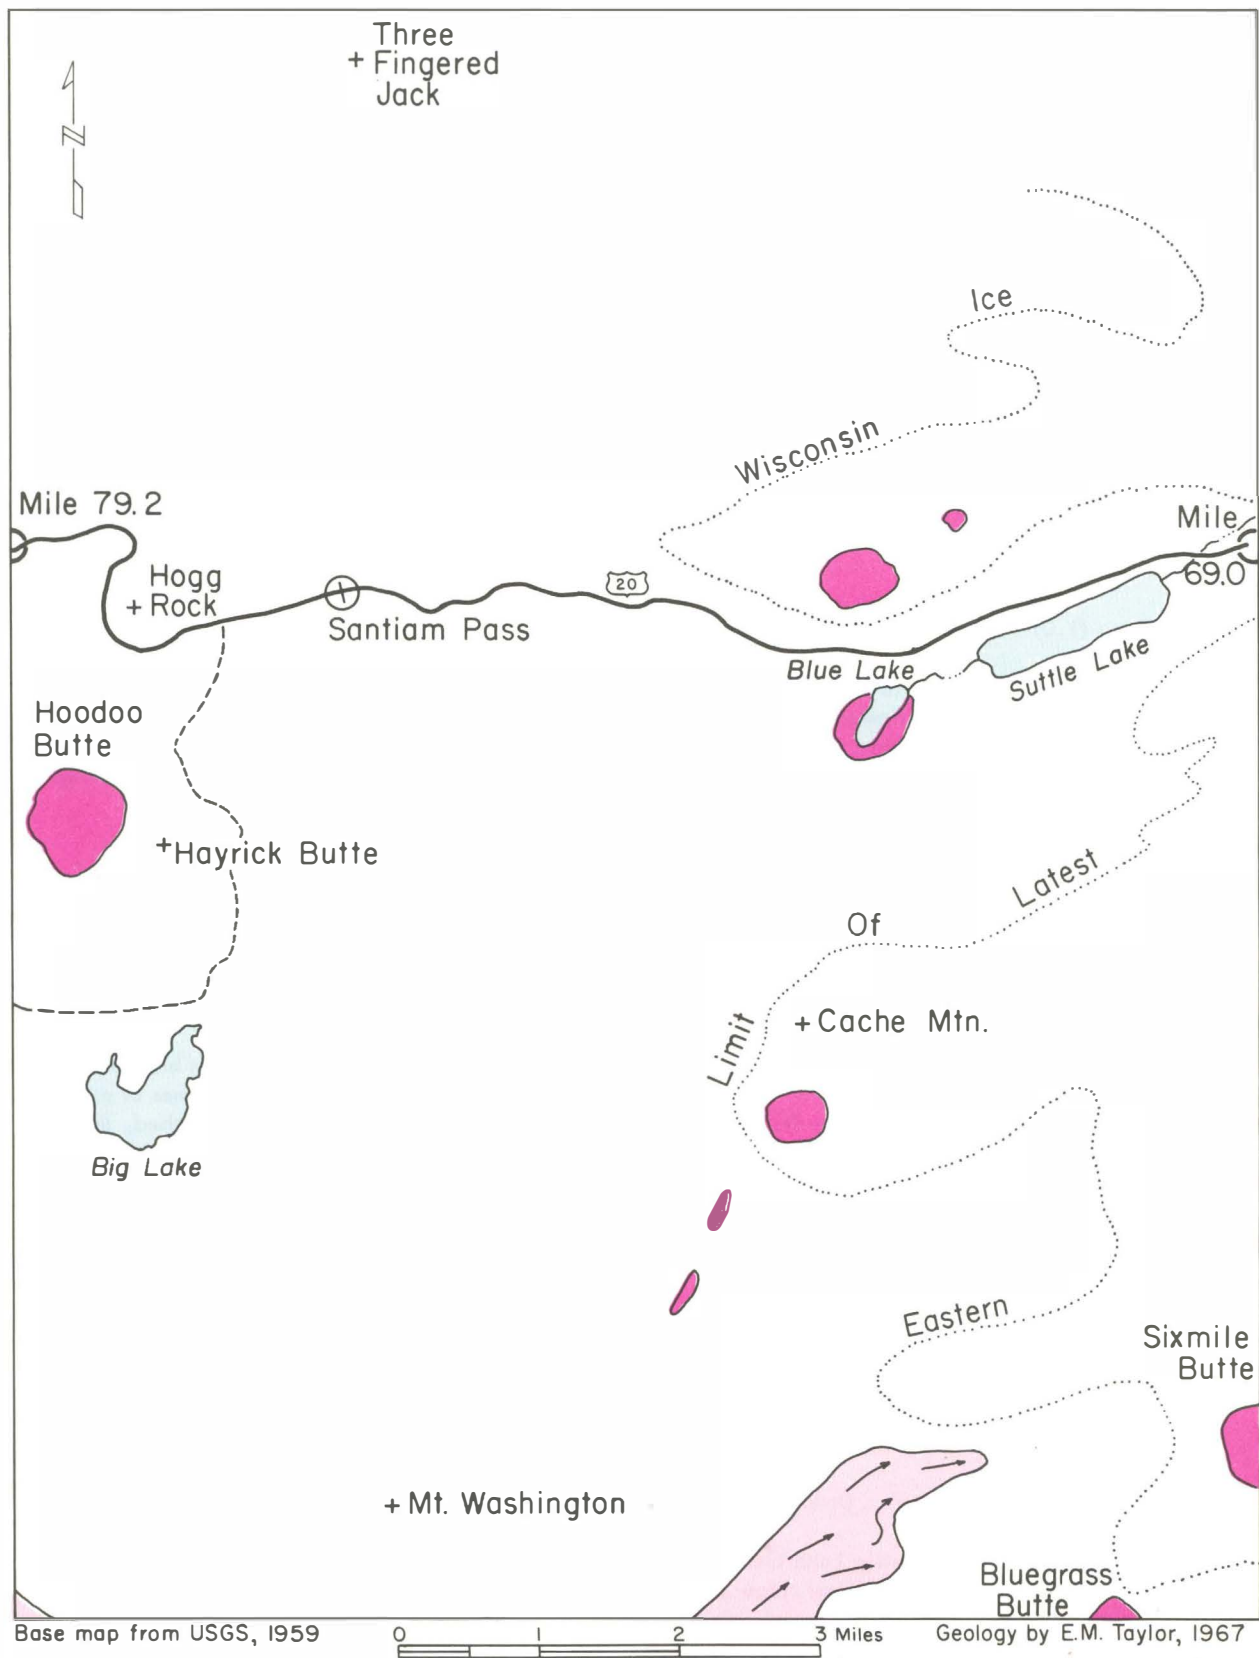 Three
+ Fingered
Jack
N
Ice
Wisconsin
Mile 79.2
Mile
69.0
Hogg
+ Rock
20
Santiam Pass
Blue Lake
Suttle Lake
Hoodoo
Butte
+ Hayrick Butte
Latest
Of
Limit
+ Cache Mtn.
Big Lake
Eastern
Sixmile
Butte
+ Mt. Washington
Bluegrass
Butte
Base map from USGS, 1959
0 1 2 3 Miles
Geology by E.M. Taylor, 1967